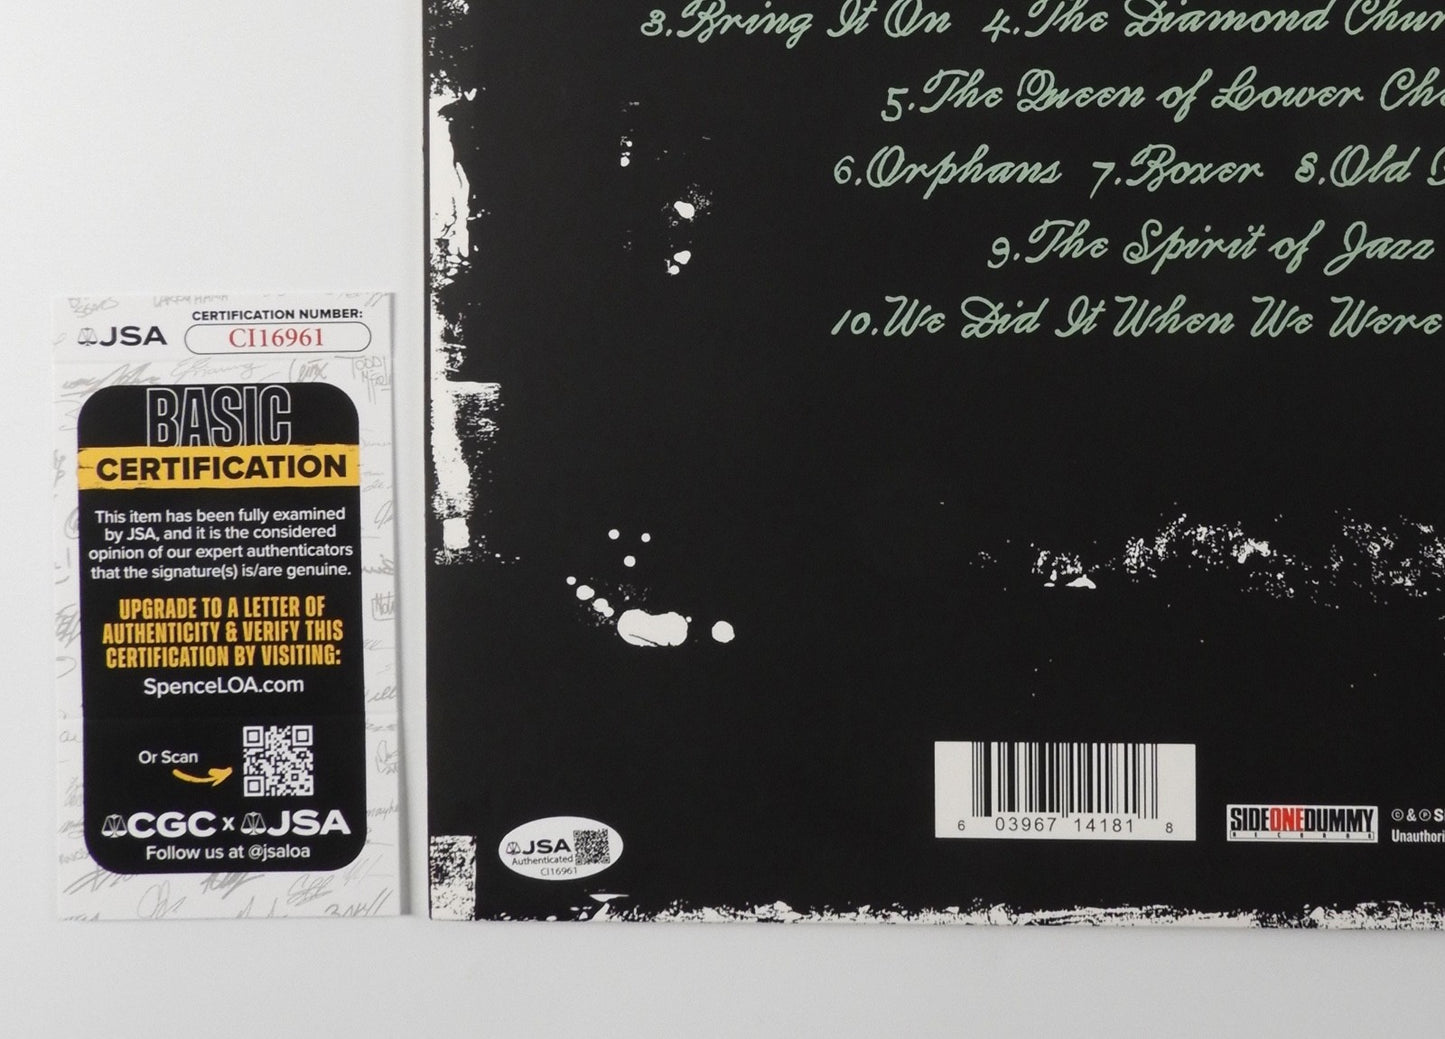 3.Bring It On 4.The Diamond Chur
5.The Queen of Lower Ch
6.Orphans 7.Boxer 8.Old
9.The Spirit of Jazz
10.We Did It When We Were
JSA
CERTIFICATION NUMBER:
CI16961
BASIC
CERTIFICATION
This item has been fully examined
by JSA, and it is the considered
opinion of our expert authenticators
that the signature(s) is/are genuine.
UPGRADE TO A LETTER OF
AUTHENTICITY & VERIFY THIS
CERTIFICATION BY VISITING:
SpenceLOA.com
Or Scan
CGC x JSA
Follow us at @jsaloa
JSA
Authenticated
CI16961
6 03967 14181 8
SIDEONEDUMMY
RECORDS
© & ℗ S
Unauthori